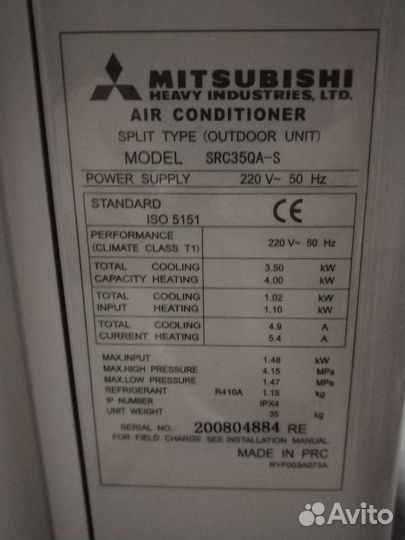 MITSUBISHI
HEAVY INDUSTRIES, LTD.
AIR CONDITIONER
SPLIT TYPE (OUTDOOR UNIT)
MODEL SRC35QA-S
POWER SUPPLY 220 V~ 50 Hz
STANDARD
ISO 5151 CE
PERFORMANCE
(CLIMATE CLASS T1) 220 V~ 50 Hz
TOTAL COOLING 3.50 kW
CAPACITY HEATING 4.00 kW
TOTAL COOLING 1.02 kW
INPUT HEATING 1.10 kW
TOTAL COOLING 4.9 A
CURRENT HEATING 5.4 A
MAX.INPUT 1.48 kW
MAX.HIGH PRESSURE 4.15 MPa
MAX.LOW PRESSURE 1.47 MPa
REFRIGERANT R410A 1.15 kg
IP NUMBER IPX4
UNIT WEIGHT 35 kg
SERIAL NO. 200804884 RE
FOR FIELD CHARGE SEE INSTALLATION MANUAL.
MADE IN PRC
RYF003A073A
Avito